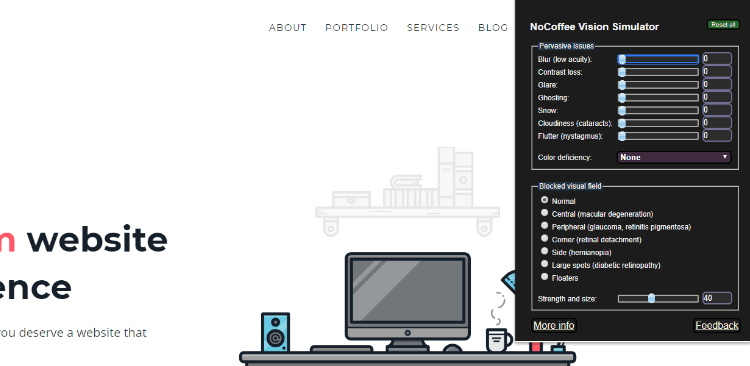 ABOUT PORTFOLIO SERVICES BLOG
website
ence
you deserve a website that
NoCoffee Vision Simulator
Reset all
Pervasive issues
Blur (low acuity): 0
Contrast loss: 0
Glare: 0
Ghosting: 0
Snow: 0
Cloudiness (cataracts): 0
Flutter (nystagmus): 0
Color deficiency: None
Blocked visual field
Normal
Central (macular degeneration)
Peripheral (glaucoma, retinitis pigmentosa)
Corner (retinal detachment)
Side (hemianopia)
Large spots (diabetic retinopathy)
Floaters
Strength and size: 40
More info Feedback